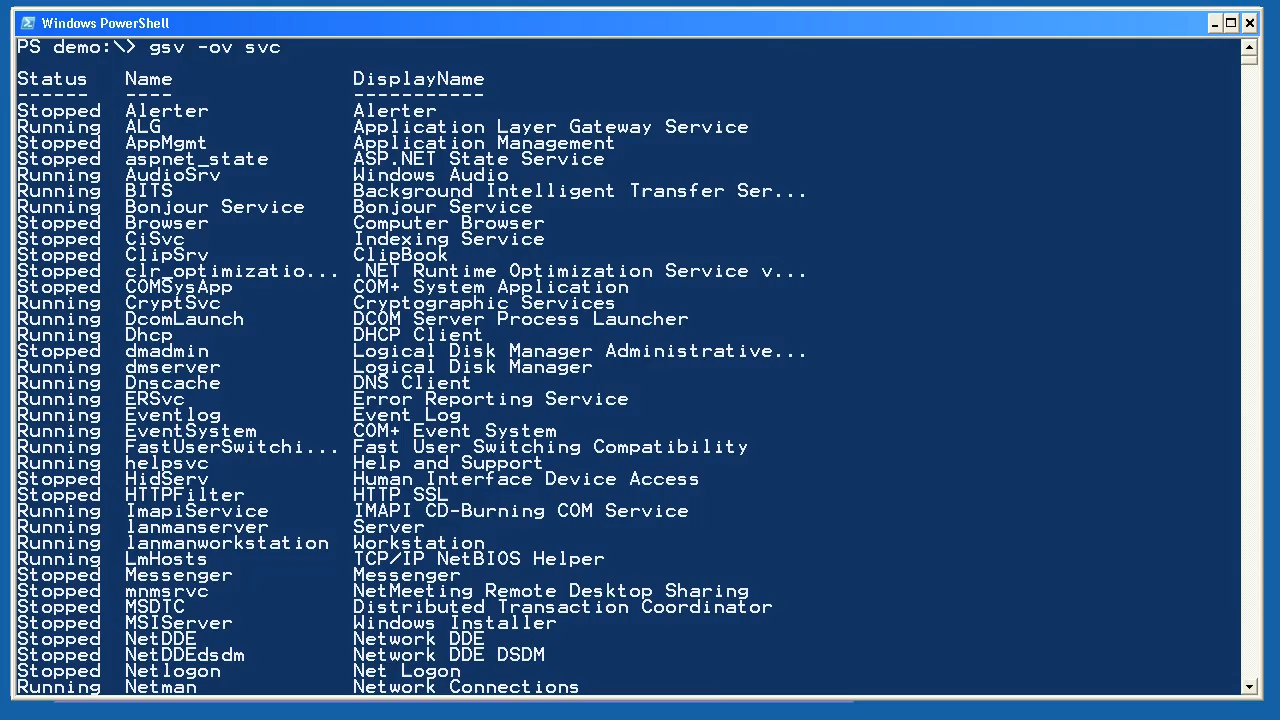 Windows PowerShell
PS demo:\> gsv -ov svc
Status Name DisplayName
------ ---- -----------
Stopped Alerter Alerter
Running ALG Application Layer Gateway Service
Stopped AppMgmt Application Management
Stopped aspnet_state ASP.NET State Service
Running AudioSrv Windows Audio
Running BITS Background Intelligent Transfer Ser...
Running Bonjour Service Bonjour Service
Stopped Browser Computer Browser
Stopped CiSvc Indexing Service
Stopped ClipSrv ClipBook
Stopped clr_optimizatio... .NET Runtime Optimization Service v...
Stopped COMSysApp COM+ System Application
Running CryptSvc Cryptographic Services
Running DcomLaunch DCOM Server Process Launcher
Running Dhcp DHCP Client
Stopped dmadmin Logical Disk Manager Administrative...
Running dmserver Logical Disk Manager
Running Dnscache DNS Client
Running ERSvc Error Reporting Service
Running Eventlog Event Log
Running EventSystem COM+ Event System
Running FastUserSwitchi... Fast User Switching Compatibility
Running helpsvc Help and Support
Stopped HidServ Human Interface Device Access
Stopped HTTPFilter HTTP SSL
Running ImapiService IMAPI CD-Burning COM Service
Running lanmanserver Server
Running lanmanworkstation Workstation
Running LmHosts TCP/IP NetBIOS Helper
Stopped Messenger Messenger
Stopped mnmsrvc NetMeeting Remote Desktop Sharing
Stopped MSDTC Distributed Transaction Coordinator
Stopped MSIServer Windows Installer
Stopped NetDDE Network DDE
Stopped NetDDEdsdm Network DDE DSDM
Stopped Netlogon Net Logon
Running Netman Network Connections